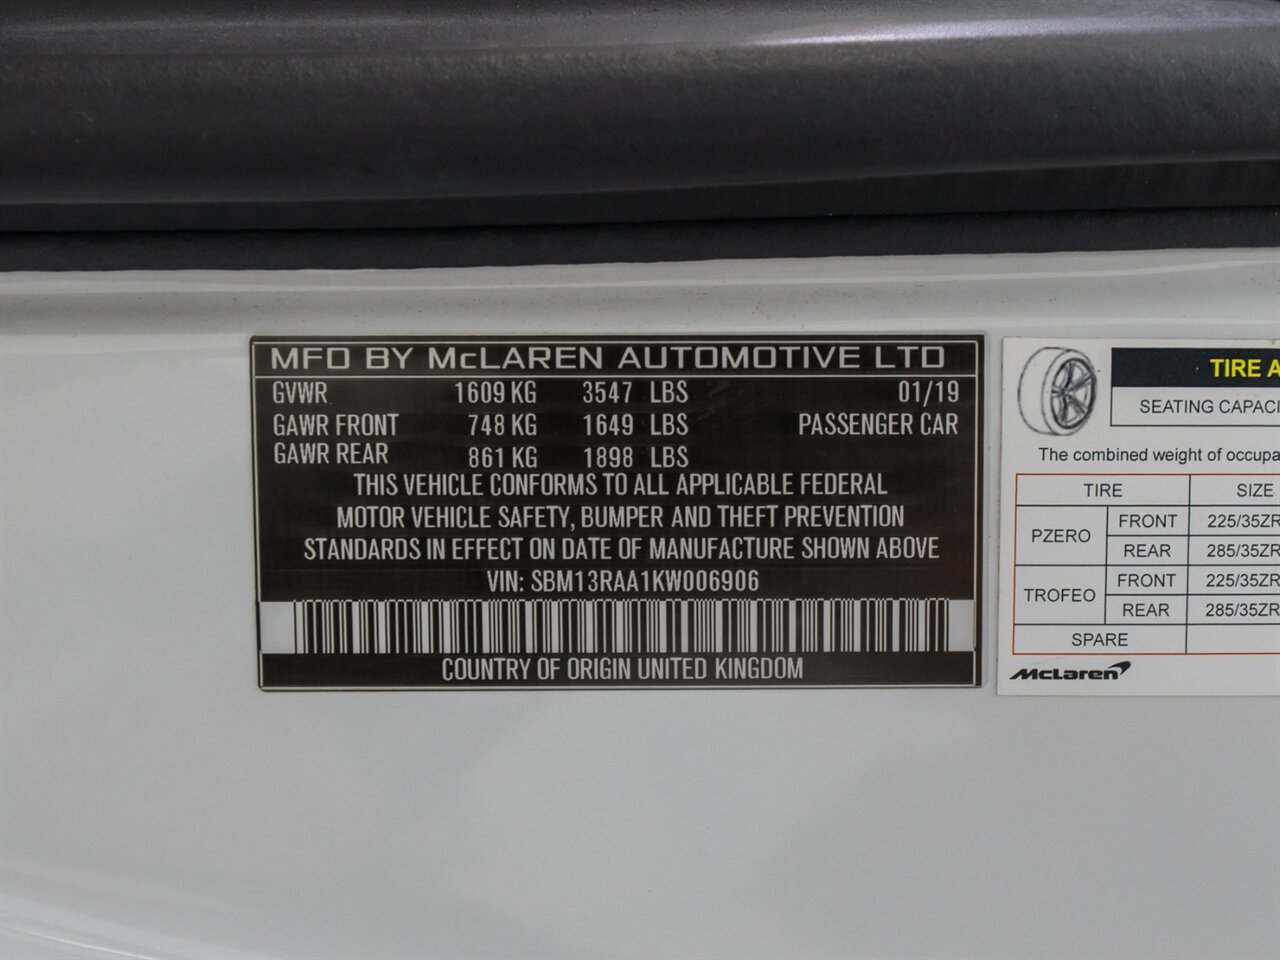 MFD BY McLAREN AUTOMOTIVE LTD
GVWR 1609 KG 3547 LBS 01/19
GAWR FRONT 748 KG 1649 LBS PASSENGER CAR
GAWR REAR 861 KG 1898 LBS
THIS VEHICLE CONFORMS TO ALL APPLICABLE FEDERAL
MOTOR VEHICLE SAFETY, BUMPER AND THEFT PREVENTION
STANDARDS IN EFFECT ON DATE OF MANUFACTURE SHOWN ABOVE
VIN: SBM13RAA1KW006906
COUNTRY OF ORIGIN UNITED KINGDOM
TIRE A
SEATING CAPACI
The combined weight of occupa
TIRE SIZE
PZERO FRONT 225/35ZR
REAR 285/35ZR
TROFEO FRONT 225/35ZR
REAR 285/35ZR
SPARE
McLaren